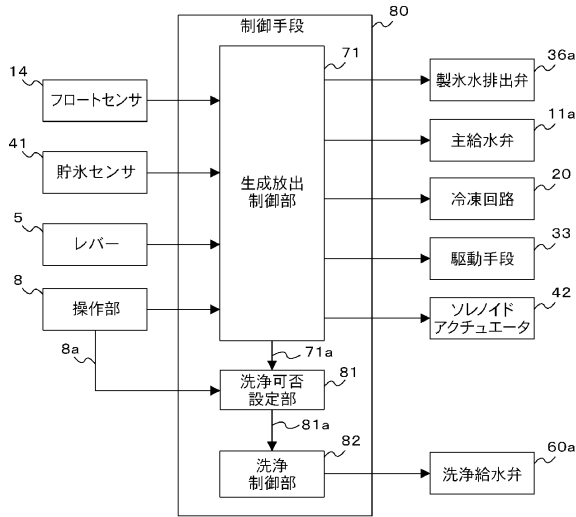 制御手段
80
14
フロートセンサ
41
貯氷センサ
5
レバー
8
操作部
8a
71
生成放出
制御部
71a
洗浄可否
設定部
81
81a
洗浄
制御部
82
36a
製氷水排出弁
11a
主給水弁
20
冷凍回路
33
駆動手段
42
ソレノイド
アクチュエータ
60a
洗浄給水弁